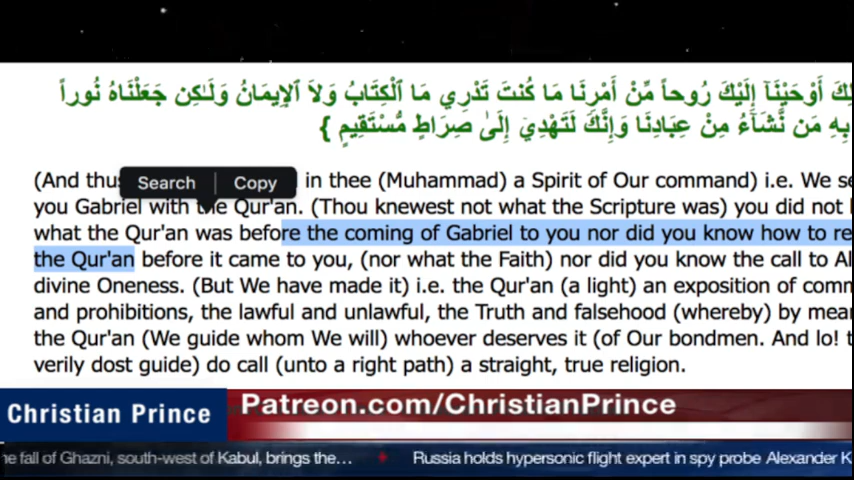 أَوْحَيْنَآ إِلَيْكَ رُوحاً مِّنْ أَمْرِنَا مَا كُنتَ تَدْرِي مَا ٱلْكِتَابُ وَلاَ ٱلإِيمَانُ وَلَـٰكِن جَعَلْنَاهُ نُوراً
بِهِ مَن نَّشَآءُ مِنْ عِبَادِنَا وَإِنَّكَ لَتَهْدِيۤ إِلَىٰ صِرَاطٍ مُّسْتَقِيمٍ }
Search Copy
(And thus in thee (Muhammad) a Spirit of Our command) i.e. We
you Gabriel with the Qur'an. (Thou knewest not what the Scripture was) you did not
what the Qur'an was before the coming of Gabriel to you nor did you know how to
the Qur'an before it came to you, (nor what the Faith) nor did you know the call to
divine Oneness. (But We have made it) i.e. the Qur'an (a light) an exposition of
and prohibitions, the lawful and unlawful, the Truth and falsehood (whereby) by
the Qur'an (We guide whom We will) whoever deserves it (of Our bondmen. And lo!
verily dost guide) do call (unto a right path) a straight, true religion.
Christian Prince
Patreon.com/ChristianPrince
fall of Ghazni, south-west of Kabul, brings the...
Russia holds hypersonic flight expert in spy probe Alexander